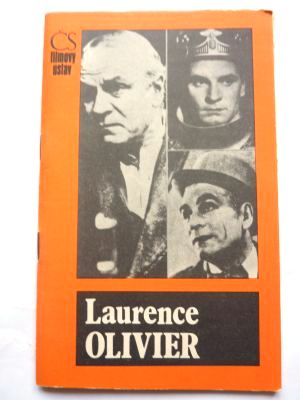 ČS
filmový
ústav
Laurence
OLIVIER